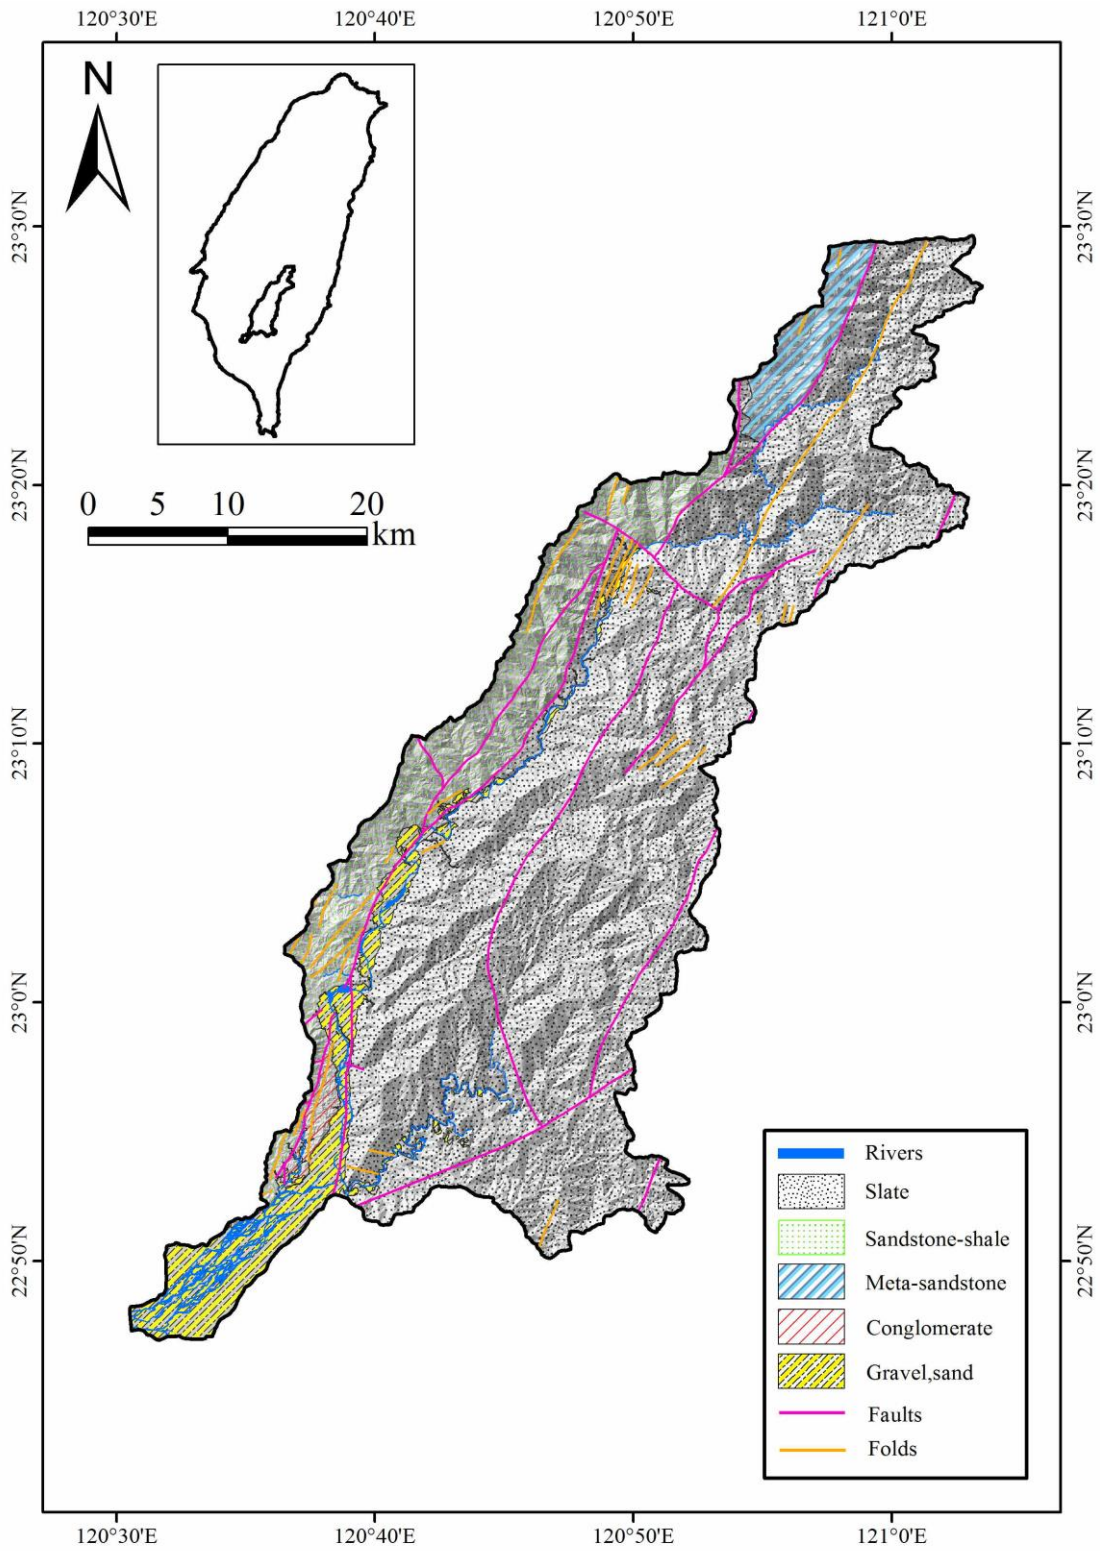 120°30'E 120°40'E 120°50'E 121°0'E
N
23°30'N 23°30'N
23°20'N 23°20'N
0 5 10 20
km
23°10'N 23°10'N
23°0'N 23°0'N
22°50'N 22°50'N
Rivers
Slate
Sandstone-shale
Meta-sandstone
Conglomerate
Gravel,sand
Faults
Folds
120°30'E 120°40'E 120°50'E 121°0'E